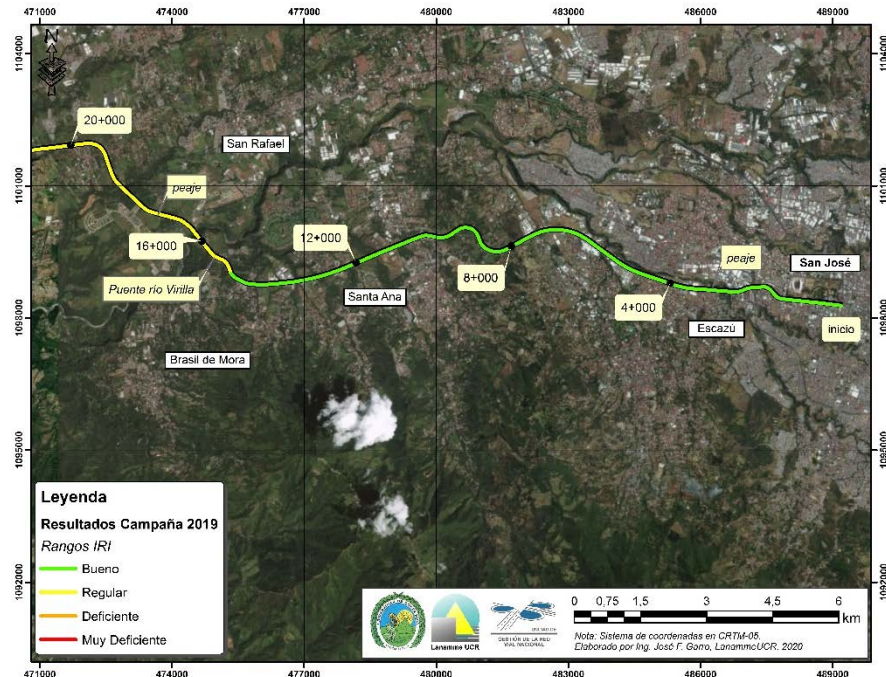 471000 474000 477000 480000 483000 486000 489000
1104000
1104000
N
20+000
San Rafael
1101000
1101000
peaje
16+000
12+000
8+000
peaje
San José
Puente río Virilla
Santa Ana
4+000
Escazú
inicio
1098000
1098000
Brasil de Mora
1095000
1095000
Leyenda
Resultados Campaña 2019
Rangos IRI
Bueno
Regular
Deficiente
Muy Deficiente
1092000
1092000
Lanamme UCR
GESTIÓN DE LA RED
VIAL NACIONAL
0 0,75 1,5 3 4,5 6
km
Nota: Sistema de coordenadas en CRTM-05.
Elaborado por Ing. José F. Garro, LanammeUCR. 2020
471000 474000 477000 480000 483000 486000 489000